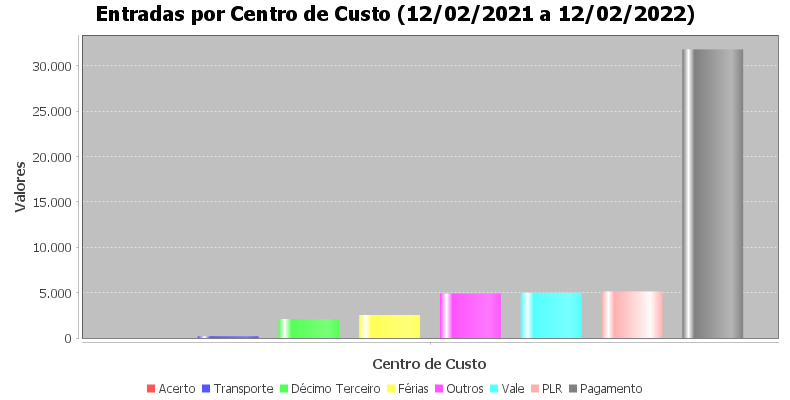 Entradas por Centro de Custo (12/02/2021 a 12/02/2022)
Valores
30.000
25.000
20.000
15.000
10.000
5.000
0
Centro de Custo
Acerto Transporte Décimo Terceiro Férias Outros Vale PLR Pagamento